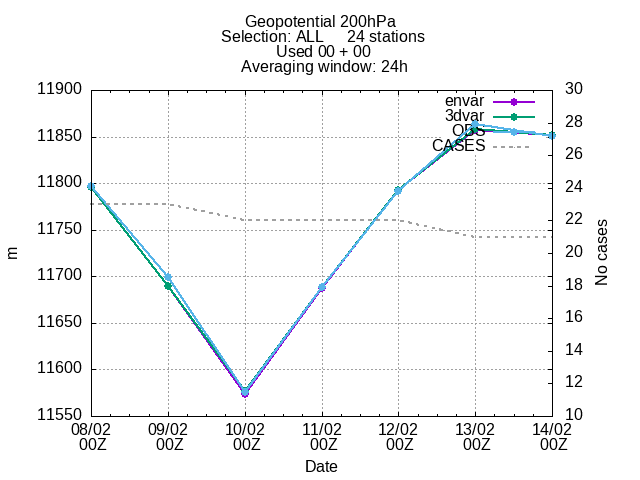 Geopotential 200hPa
Selection: ALL 24 stations
Used 00 + 00
Averaging window: 24h
11900
11850
11800
11750
11700
11650
11600
11550
30
28
26
24
22
20
18
16
14
12
10
envar
3dvar
OBS
CASES
m
No cases
08/02 09/02 10/02 11/02 12/02 13/02 14/02
00Z 00Z 00Z 00Z 00Z 00Z 00Z
Date